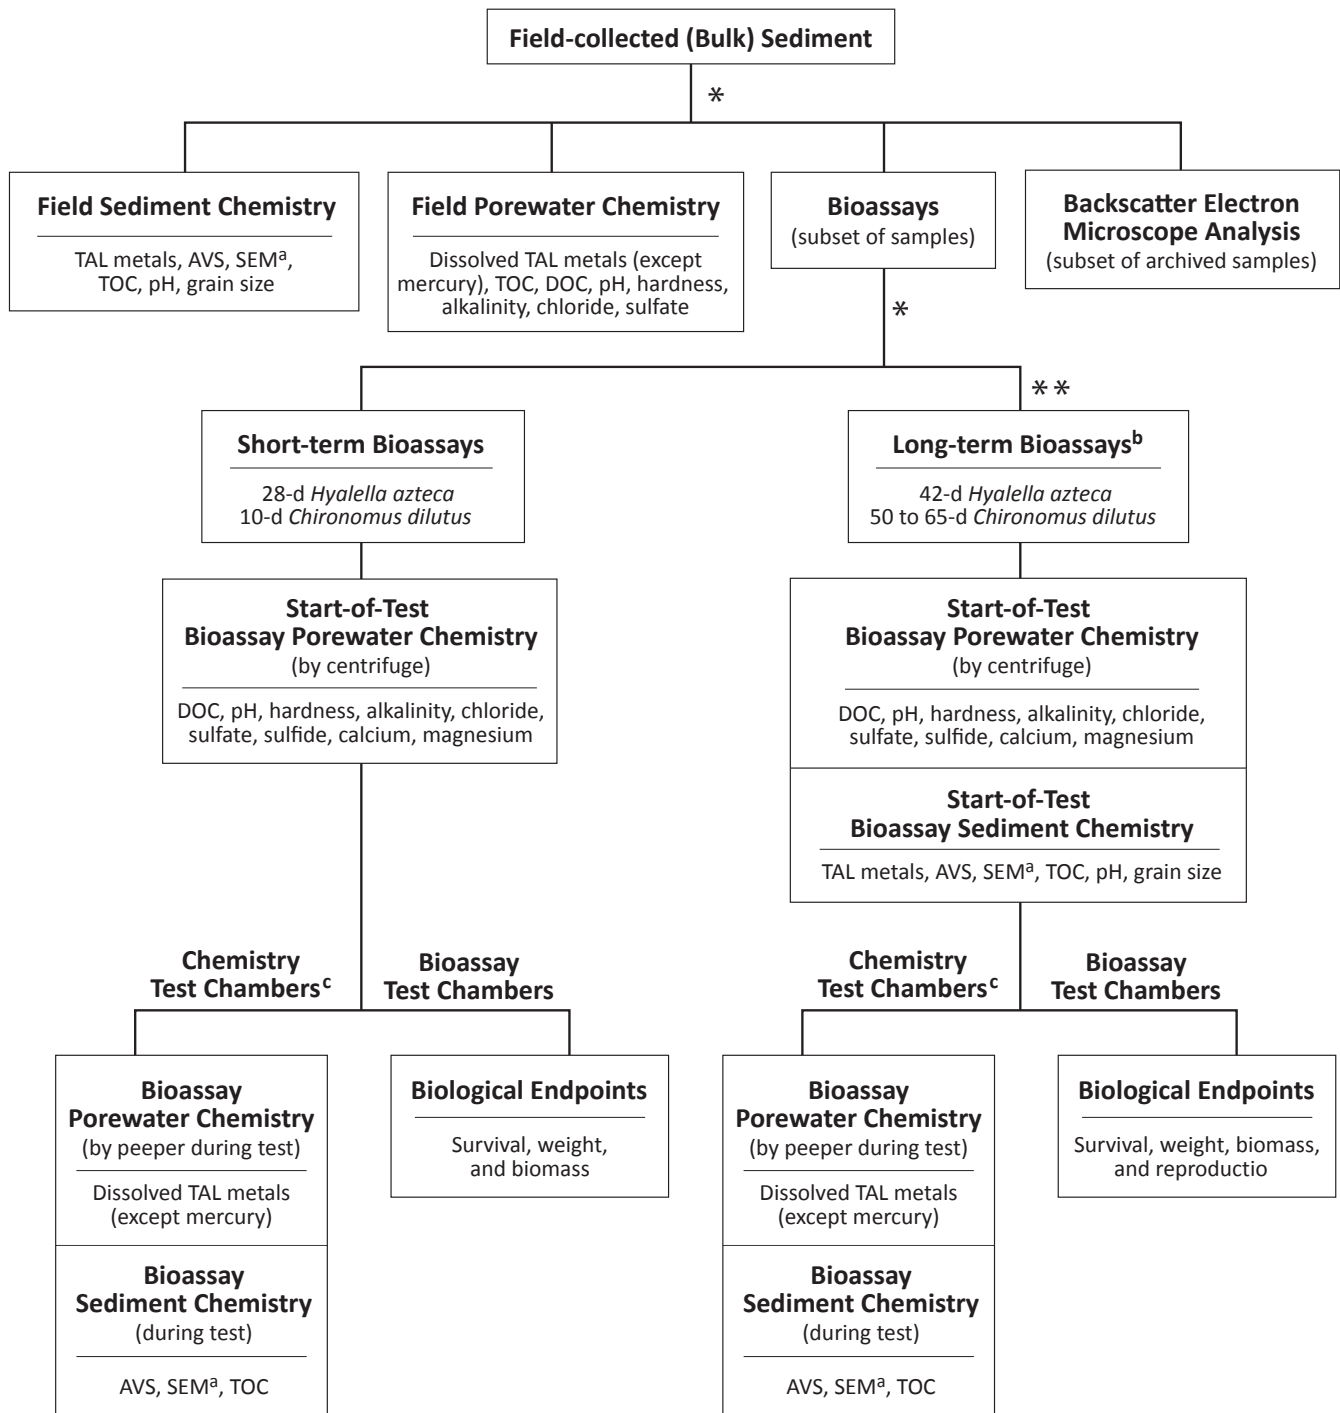 Field-collected (Bulk) Sediment
*
Field Sediment Chemistry
TAL metals, AVS, SEMᵃ,
TOC, pH, grain size
Field Porewater Chemistry
Dissolved TAL metals (except
mercury), TOC, DOC, pH, hardness,
alkalinity, chloride, sulfate
Bioassays
(subset of samples)
Backscatter Electron
Microscope Analysis
(subset of archived samples)
*
**
Short-term Bioassays
28-d Hyalella azteca
10-d Chironomus dilutus
Long-term Bioassaysᵇ
42-d Hyalella azteca
50 to 65-d Chironomus dilutus
Start-of-Test
Bioassay Porewater Chemistry
(by centrifuge)
DOC, pH, hardness, alkalinity, chloride,
sulfate, sulfide, calcium, magnesium
Start-of-Test
Bioassay Porewater Chemistry
(by centrifuge)
DOC, pH, hardness, alkalinity, chloride,
sulfate, sulfide, calcium, magnesium
Start-of-Test
Bioassay Sediment Chemistry
TAL metals, AVS, SEMᵃ, TOC, pH, grain size
Chemistry
Test Chambersᶜ
Bioassay
Test Chambers
Chemistry
Test Chambersᶜ
Bioassay
Test Chambers
Bioassay
Porewater Chemistry
(by peeper during test)
Dissolved TAL metals
(except mercury)
Bioassay
Sediment Chemistry
(during test)
AVS, SEMᵃ, TOC
Biological Endpoints
Survival, weight,
and biomass
Bioassay
Porewater Chemistry
(by peeper during test)
Dissolved TAL metals
(except mercury)
Bioassay
Sediment Chemistry
(during test)
AVS, SEMᵃ, TOC
Biological Endpoints
Survival, weight, biomass,
and reproductio